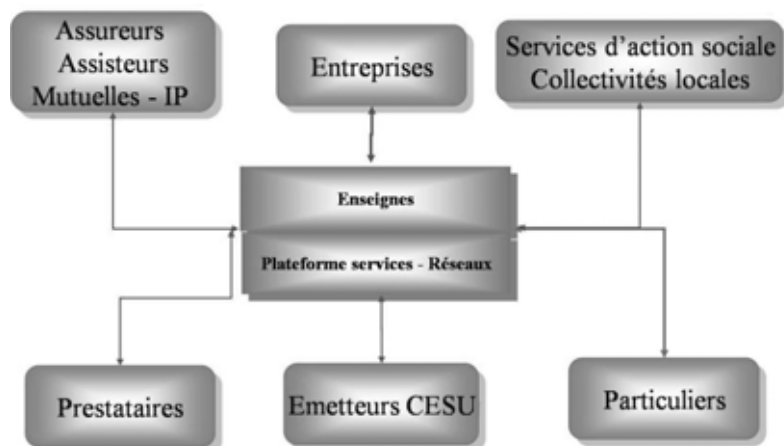 Assureurs
Assisteurs
Mutuelles - IP
Entreprises
Services d'action sociale
Collectivités locales
Enseignes
Plateforme services - Réseaux
Prestataires
Emetteurs CESU
Particuliers